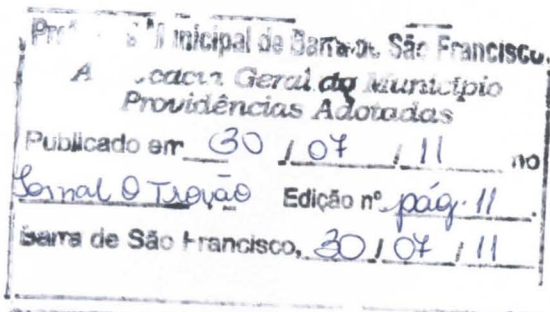 Municipal de Barra de São Francisco.
Geral do Município
Providências Adotadas
Publicado em 30 / 07 / 11 no
Jornal O Trovão Edição nº pág. 11.
Barra de São Francisco, 30 / 07 / 11